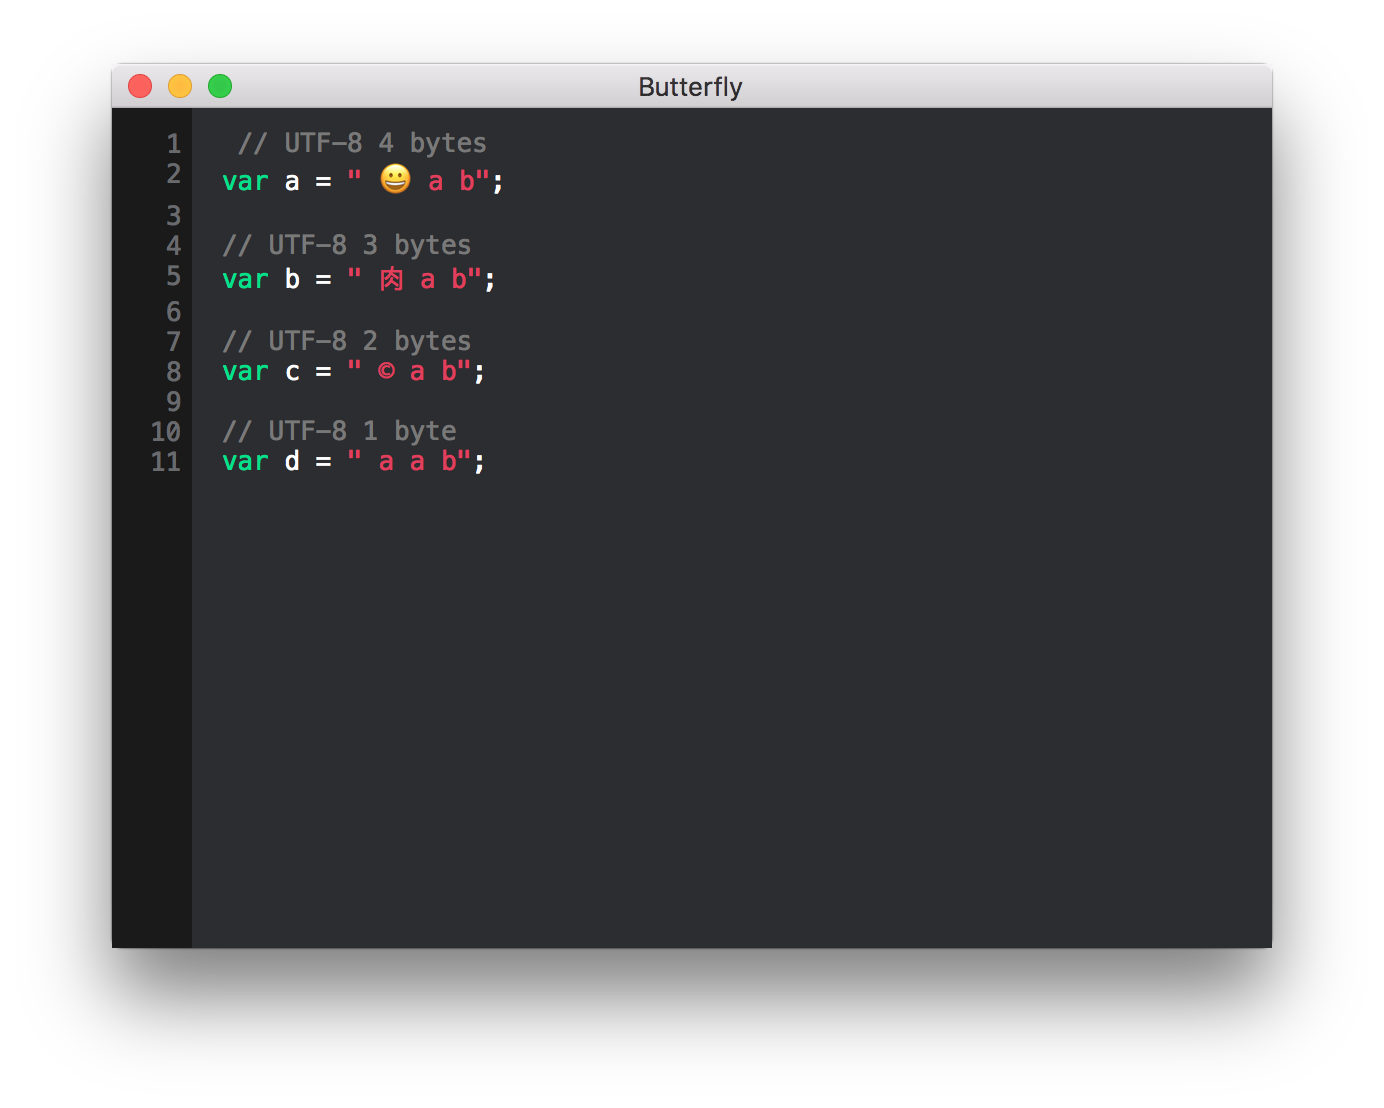 Butterfly
1 // UTF-8 4 bytes
2 var a = " 😀 a b";
3
4 // UTF-8 3 bytes
5 var b = " 肉 a b";
6
7 // UTF-8 2 bytes
8 var c = " © a b";
9
10 // UTF-8 1 byte
11 var d = " a a b";